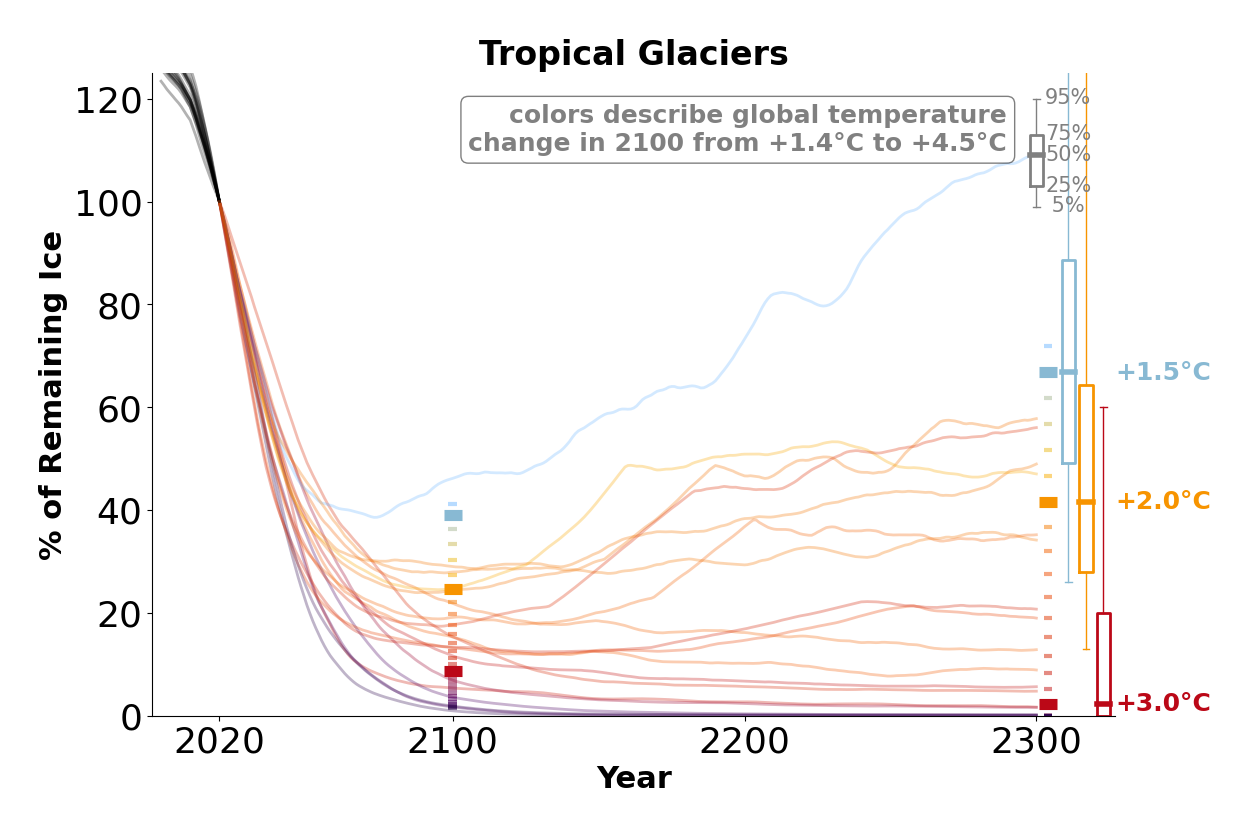 Tropical Glaciers
colors describe global temperature
change in 2100 from +1.4°C to +4.5°C
95%
75%
50%
25%
5%
% of Remaining Ice
120
100
80
60
40
20
0
+1.5°C
+2.0°C
+3.0°C
2020
2100
2200
2300
Year